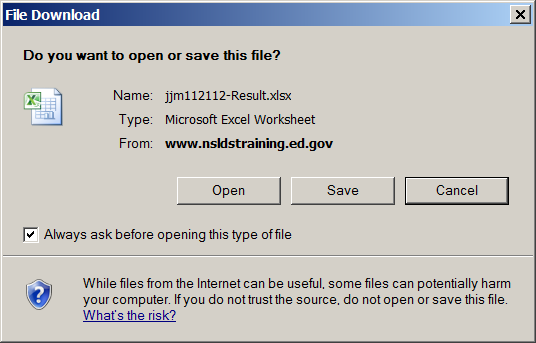 File Download
Do you want to open or save this file?
Name: jjm112112-Result.xlsx
Type: Microsoft Excel Worksheet
From: www.nsldstraining.ed.gov
Open Save Cancel
Always ask before opening this type of file
While files from the Internet can be useful, some files can potentially harm
your computer. If you do not trust the source, do not open or save this file.
What's the risk?